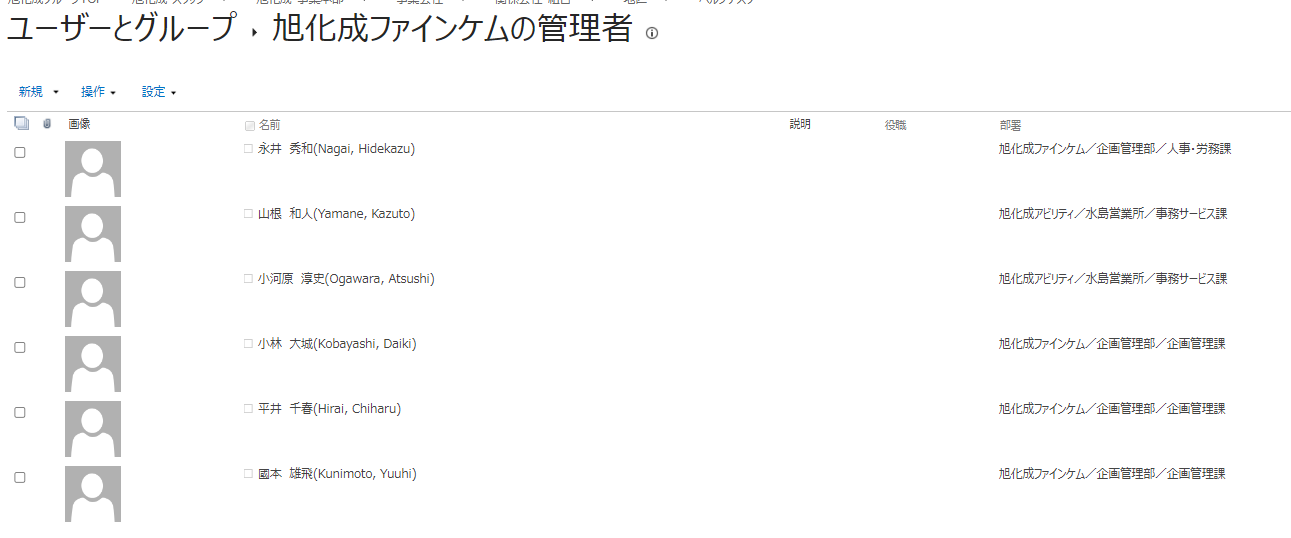 ユーザーとグループ ▸ 旭化成ファインケムの管理者
新規 操作 設定
画像 名前 説明 役職 部署
永井 秀和(Nagai, Hidekazu) 旭化成ファインケム／企画管理部／人事・労務課
山根 和人(Yamane, Kazuto) 旭化成アビリティ／水島営業所／事務サービス課
小河原 淳史(Ogawara, Atsushi) 旭化成アビリティ／水島営業所／事務サービス課
小林 大城(Kobayashi, Daiki) 旭化成ファインケム／企画管理部／企画管理課
平井 千春(Hirai, Chiharu) 旭化成ファインケム／企画管理部／企画管理課
國本 雄飛(Kunimoto, Yuuhi) 旭化成ファインケム／企画管理部／企画管理課